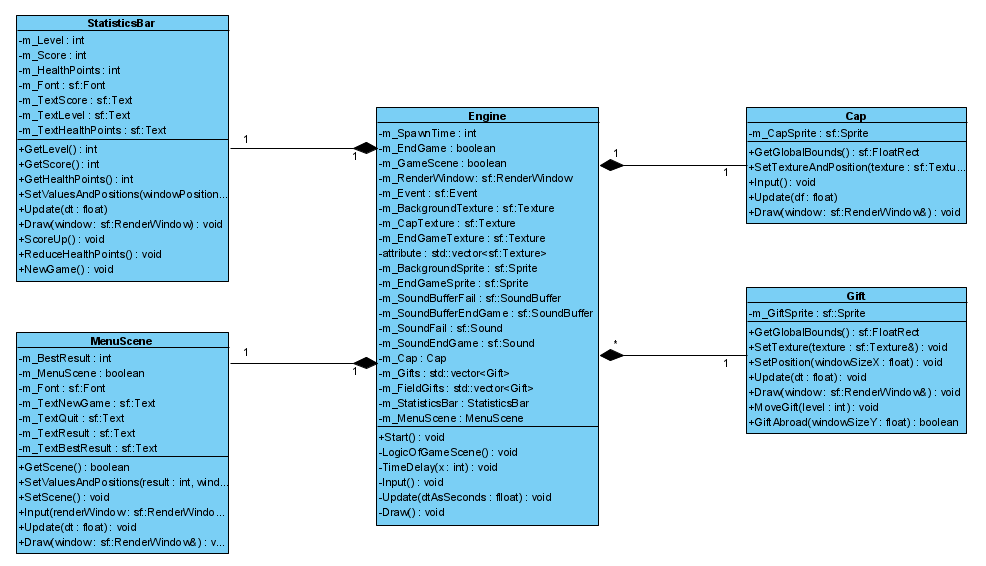 StatisticsBar
-m_Level : int
-m_Score : int
-m_HealthPoints : int
-m_Font : sf::Font
-m_TextScore : sf::Text
-m_TextLevel : sf::Text
-m_TextHealthPoints : sf::Text
+GetLevel() : int
+GetScore() : int
+GetHealthPoints() : int
+SetValuesAndPositions(windowPosition...
+Update(dt : float)
+Draw(window : sf::RenderWindow) : void
+ScoreUp() : void
+ReduceHealthPoints() : void
+NewGame() : void
MenuScene
-m_BestResult : int
-m_MenuScene : boolean
-m_Font : sf::Font
-m_TextNewGame : sf::Text
-m_TextQuit : sf::Text
-m_TextResult : sf::Text
-m_TextBestResult : sf::Text
+GetScene() : boolean
+SetValuesAndPositions(result : int, wind...
+SetScene() : void
+Input(renderWindow : sf::RenderWindo...
+Update(dt : float) : void
+Draw(window : sf::RenderWindow&) : v...
1
1
1
1
Engine
-m_SpawnTime : int
-m_EndGame : boolean
-m_GameScene : boolean
-m_RenderWindow : sf::RenderWindow
-m_Event : sf::Event
-m_BackgroundTexture : sf::Texture
-m_CapTexture : sf::Texture
-m_EndGameTexture : sf::Texture
-attribute : std::vector<sf::Texture>
-m_BackgroundSprite : sf::Sprite
-m_EndGameSprite : sf::Sprite
-m_SoundBufferFail : sf::SoundBuffer
-m_SoundBufferEndGame : sf::SoundBuffer
-m_SoundFail : sf::Sound
-m_SoundEndGame : sf::Sound
-m_Cap : Cap
-m_Gifts : std::vector<Gift>
-m_FieldGifts : std::vector<Gift>
-m_StatisticsBar : StatisticsBar
-m_MenuScene : MenuScene
+Start() : void
-LogicOfGameScene() : void
-TimeDelay(x : int) : void
-Input() : void
-Update(dtAsSeconds : flloat) : void
-Draw() : void
1
1
*
1
Cap
-m_CapSprite : sf::Sprite
+GetGlobalBounds() : sf::FloatRect
+SetTextureAndPosition(texture : sf::Textu...
+Input() : void
+Update(df : float)
+Draw(window : sf::RenderWindow&) : void
Gift
-m_GiftSprite : sf::Sprite
+GetGlobalBounds() : sf::FloatRect
+SetTexture(texture : sf::Texture&) : void
+SetPosition(windowSizeX : float) : void
+Update(dt : float) : void
+Draw(window : sf::RenderWindow&) : void
+MoveGift(level : int) : void
+GiftAbroad(windowSizeY : float) : boolean